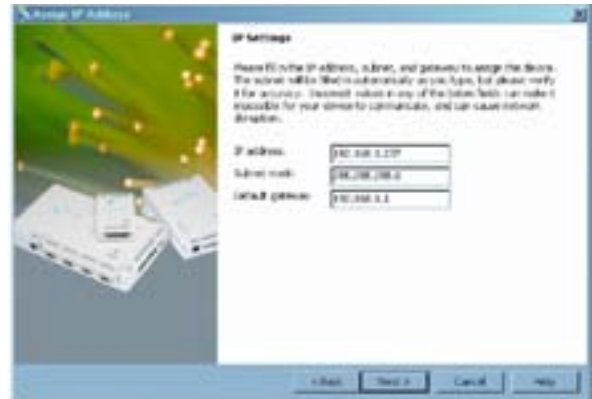 Assign IP Address
IP Settings
Please fill in the IP address, subnet, and gateway to assign the device.
The subnet will be filled in automatically as you type, but please verify
it for accuracy. Incorrect values in any of the below fields can make it
impossible for your device to communicate, and can cause network
disruption.
IP address:
Subnet mask:
255.255.255.0
Default gateway:
192.168.1.1
< Back
Next >
Cancel
Help